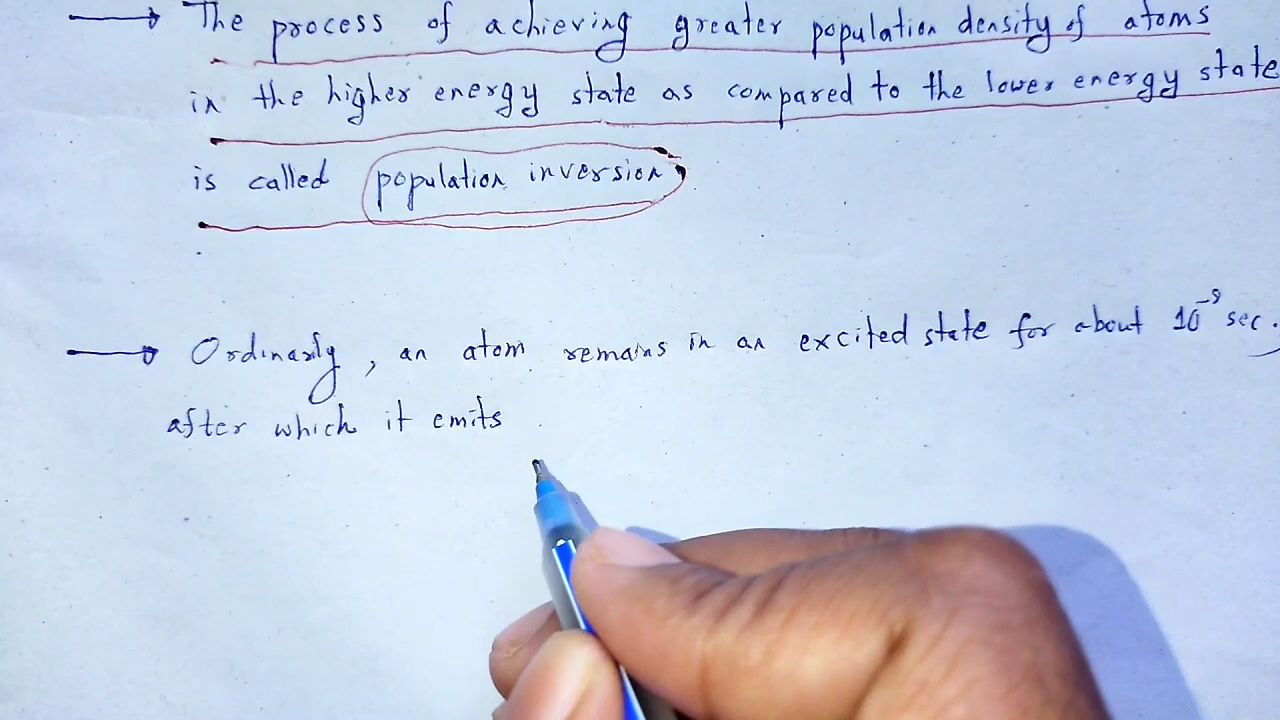 → The process of achieving greater population density of atoms
in the higher energy state as compared to the lower energy state
is called population inversion
→ Ordinarily, an atom remains in an excited state for about 10⁻⁸ sec.
after which it emits